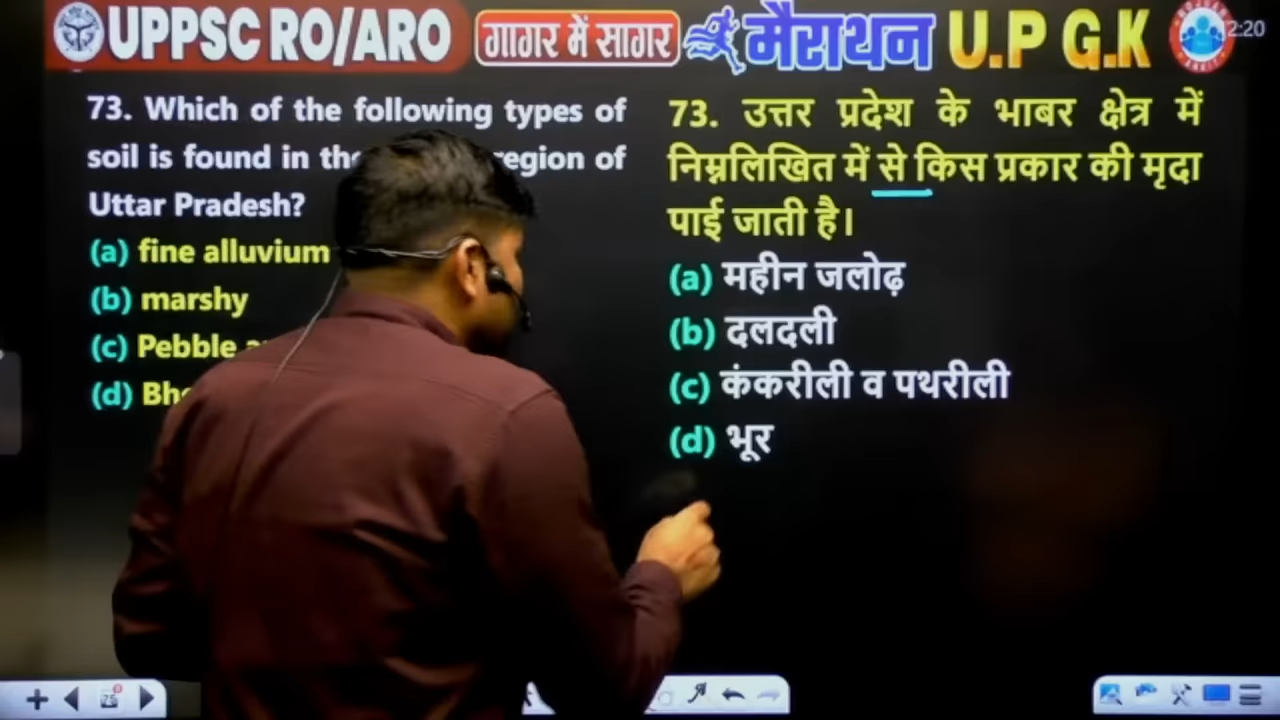 UPPSC RO/ARO गागर में सागर मैराथन U.P G.K
2:20
73. Which of the following types of
soil is found in the region of
Uttar Pradesh?
(a) fine alluvium
(b) marshy
(c) Pebble
(d)
73. उत्तर प्रदेश के भाबर क्षेत्र में
निम्नलिखित में से किस प्रकार की मृदा
पाई जाती है।
(a) महीन जलोढ़
(b) दलदली
(c) कंकरीली व पथरीली
(d) भूर